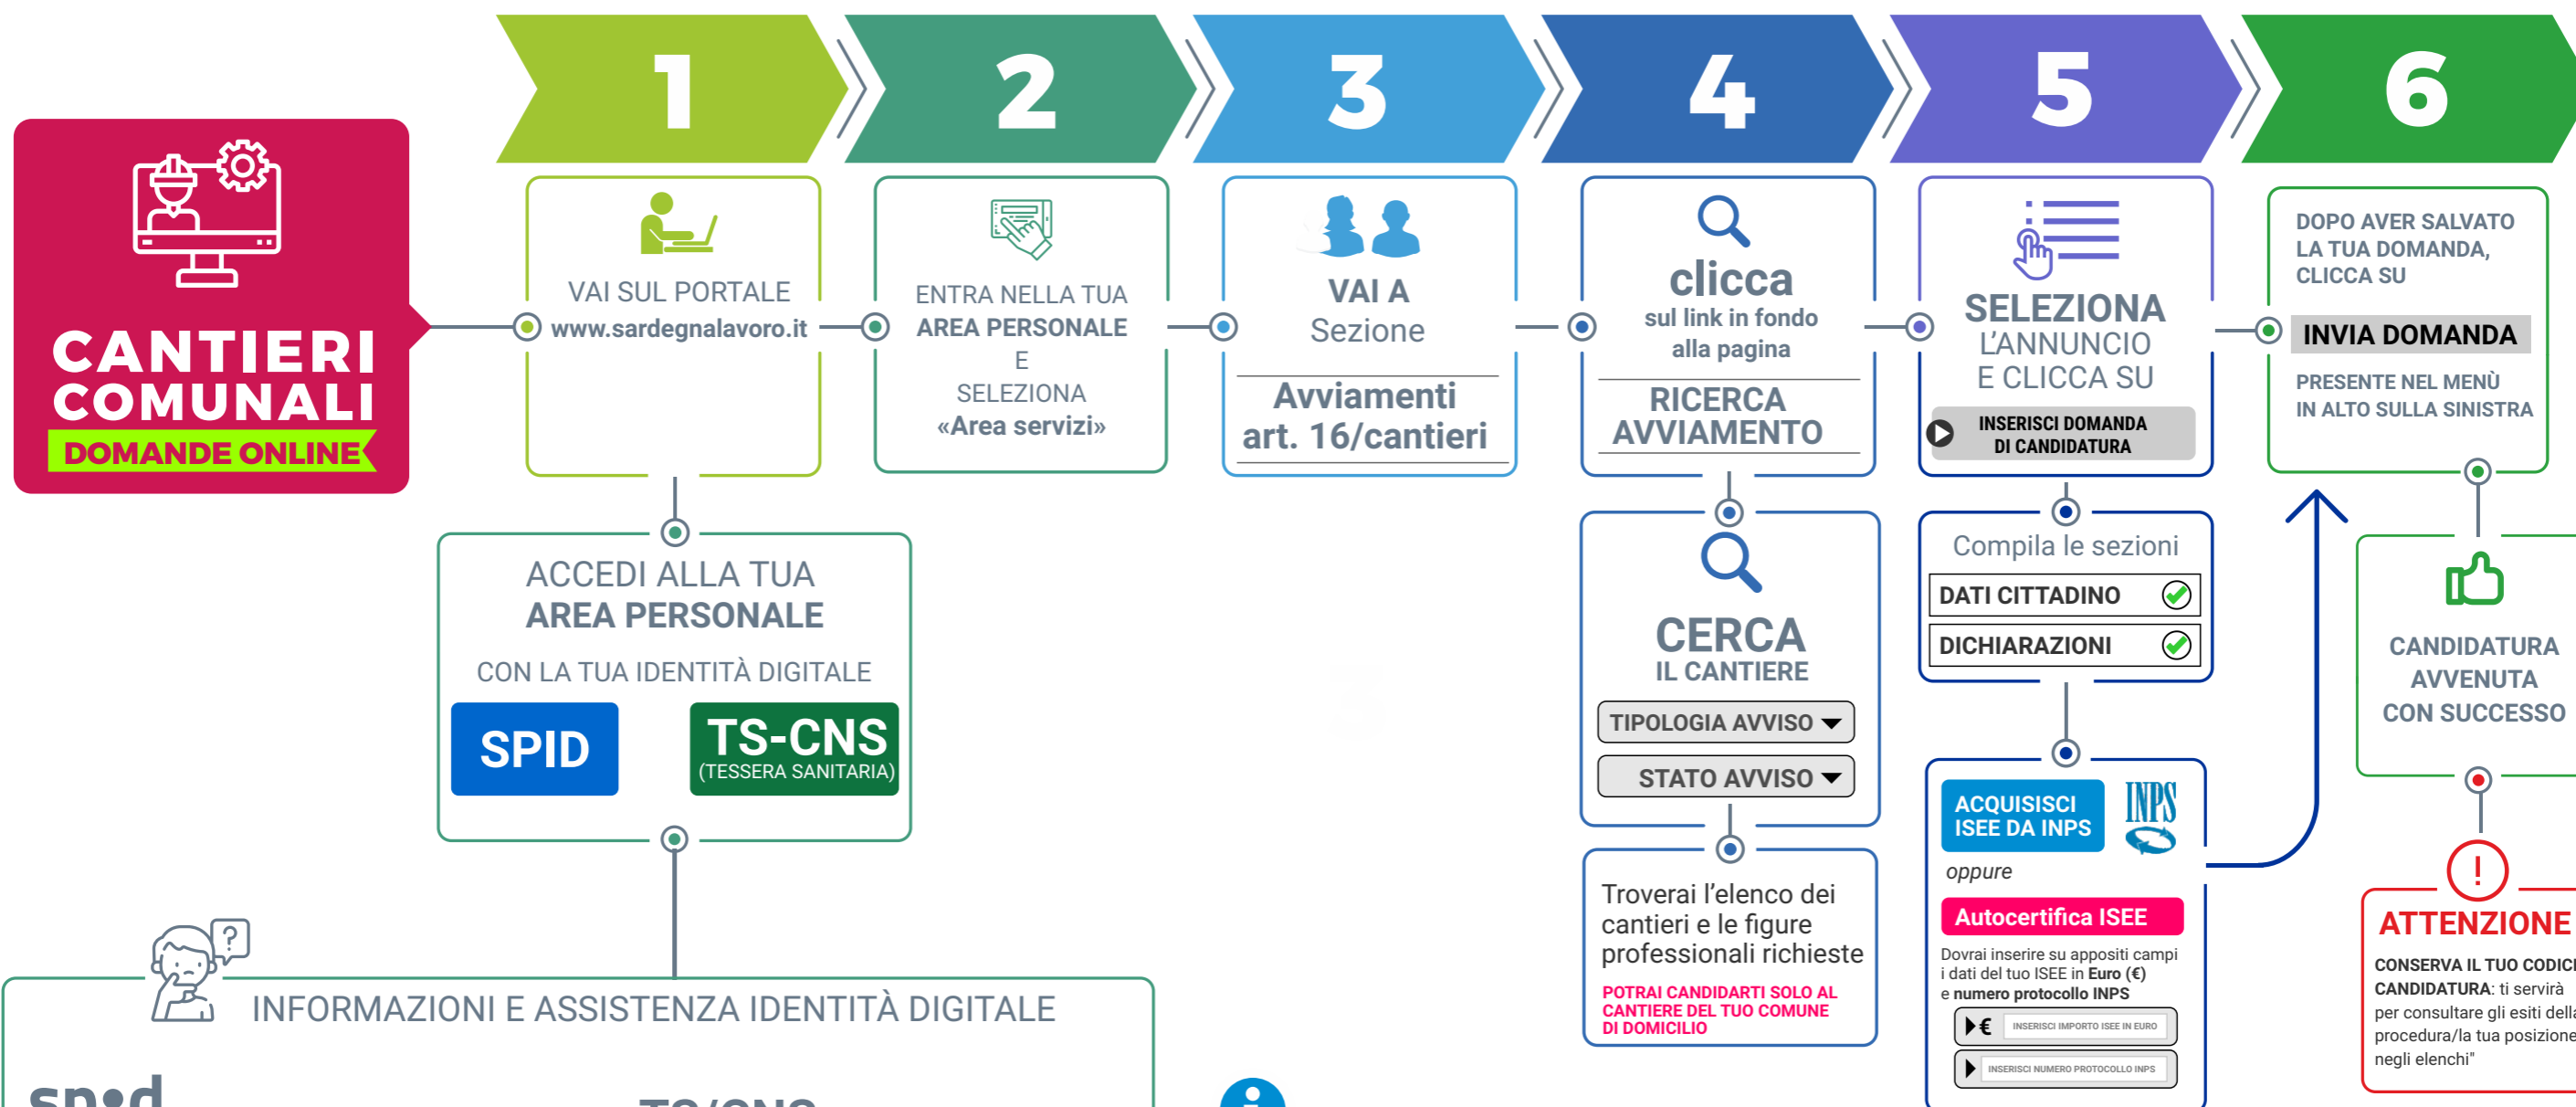 1
2
3
4
5
6
CANTIERI
COMUNALI
DOMANDE ONLINE
VAI SUL PORTALE
www.sardegnalavoro.it
ACCEDI ALLA TUA
AREA PERSONALE
CON LA TUA IDENTITÀ DIGITALE
SPID
TS-CNS
(TESSERA SANITARIA)
?
INFORMAZIONI E ASSISTENZA IDENTITÀ DIGITALE
spid
TS/CNS
ENTRA NELLA TUA
AREA PERSONALE
E
SELEZIONA
«Area servizi»
VAI A
Sezione
Avviamenti
art. 16/cantieri
clicca
sul link in fondo
alla pagina
RICERCA
AVVIAMENTO
CERCA
IL CANTIERE
TIPOLOGIA AVVISO
STATO AVVISO
Troverai l'elenco dei
cantieri e le figure
professionali richieste
POTRAI CANDIDARTI SOLO AL
CANTIERE DEL TUO COMUNE
DI DOMICILIO
SELEZIONA
L'ANNUNCIO
E CLICCA SU
INSERISCI DOMANDA
DI CANDIDATURA
Compila le sezioni
DATI CITTADINO
DICHIARAZIONI
ACQUISISCI
ISEE DA INPS
INPS
oppure
Autocertifica ISEE
Dovrai inserire su appositi campi
i dati del tuo ISEE in Euro (€)
e numero protocollo INPS
€ INSERISCI IMPORTO ISEE IN EURO
INSERISCI NUMERO PROTOCOLLO INPS
DOPO AVER SALVATO
LA TUA DOMANDA,
CLICCA SU
INVIA DOMANDA
PRESENTE NEL MENÙ
IN ALTO SULLA SINISTRA
CANDIDATURA
AVVENUTA
CON SUCCESSO
!
ATTENZIONE
CONSERVA IL TUO CODICE
CANDIDATURA: ti servirà
per consultare gli esiti della
procedura/la tua posizione
negli elenchi"